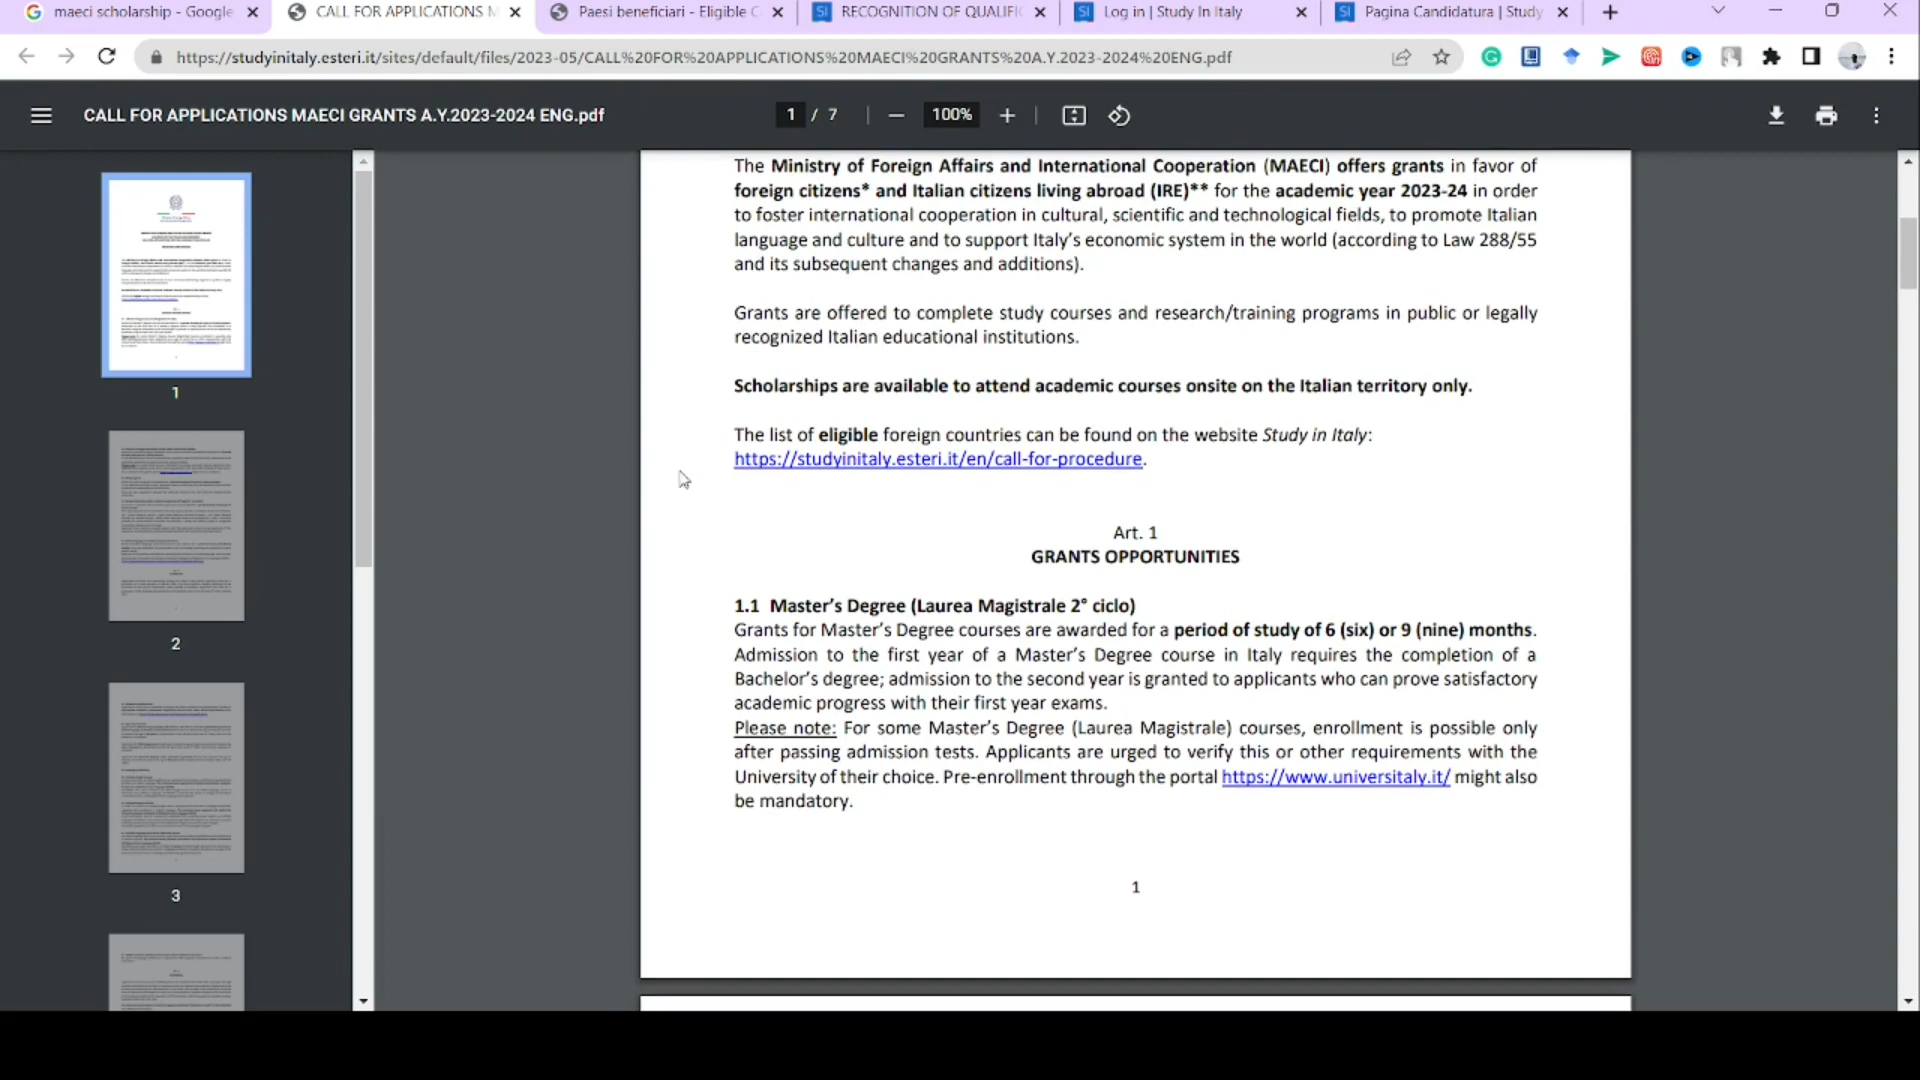 maeci scholarship - Google
CALL FOR APPLICATIONS M
Paesi beneficiari - Eligible C
RECOGNITION OF QUALIFIC
Log in | Study In Italy
Pagina Candidatura | Study
https://studyinitaly.esteri.it/sites/default/files/2023-05/CALL%20FOR%20APPLICATIONS%20MAECI%20GRANTS%20A.Y.2023-2024%20ENG.pdf
CALL FOR APPLICATIONS MAECI GRANTS A.Y.2023-2024 ENG.pdf
1 / 7
100%
The Ministry of Foreign Affairs and International Cooperation (MAECI) offers grants in favor of
foreign citizens* and Italian citizens living abroad (IRE)** for the academic year 2023-24 in order
to foster international cooperation in cultural, scientific and technological fields, to promote Italian
language and culture and to support Italy's economic system in the world (according to Law 288/55
and its subsequent changes and additions).
Grants are offered to complete study courses and research/training programs in public or legally
recognized Italian educational institutions.
Scholarships are available to attend academic courses onsite on the Italian territory only.
The list of eligible foreign countries can be found on the website Study in Italy:
https://studyinitaly.esteri.it/en/call-for-procedure.
Art. 1
GRANTS OPPORTUNITIES
1.1 Master's Degree (Laurea Magistrale 2° ciclo)
Grants for Master's Degree courses are awarded for a period of study of 6 (six) or 9 (nine) months.
Admission to the first year of a Master's Degree course in Italy requires the completion of a
Bachelor's degree; admission to the second year is granted to applicants who can prove satisfactory
academic progress with their first year exams.
Please note: For some Master's Degree (Laurea Magistrale) courses, enrollment is possible only
after passing admission tests. Applicants are urged to verify this or other requirements with the
University of their choice. Pre-enrollment through the portal https://www.universitaly.it/ might also
be mandatory.
1
1
2
3